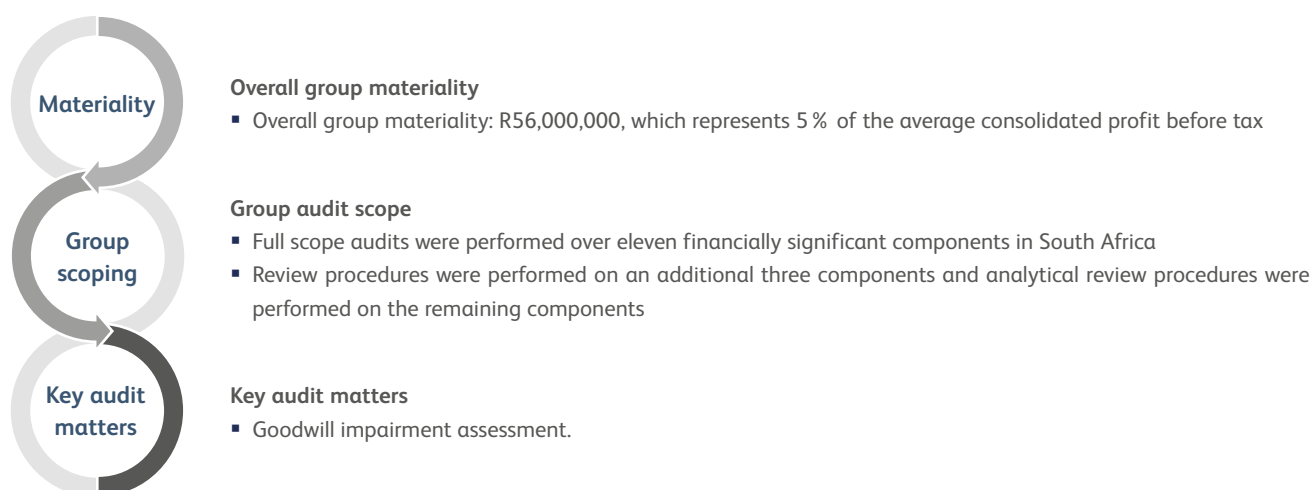 Materiality
Overall group materiality
▪ Overall group materiality: R56,000,000, which represents 5% of the average consolidated profit before tax
Group
scoping
Group audit scope
▪ Full scope audits were performed over eleven financially significant components in South Africa
▪ Review procedures were performed on an additional three components and analytical review procedures were
performed on the remaining components
Key audit
matters
Key audit matters
▪ Goodwill impairment assessment.